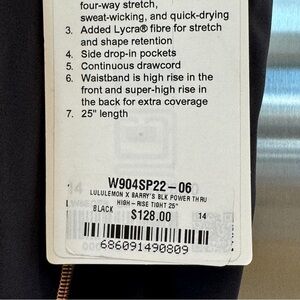 four-way stretch,
sweat-wicking, and quick-drying
3. Added Lycra® fibre for stretch
and shape retention
4. Side drop-in pockets
5. Continuous drawcord
6. Waistband is high rise in the
front and super-high rise in
the back for extra coverage
7. 25" length
14
W904SP22-06
LULULEMON X BARRY'S BLK POWER THRU
HIGH-RISE TIGHT 25"
BLACK $128.00 14
686091490809